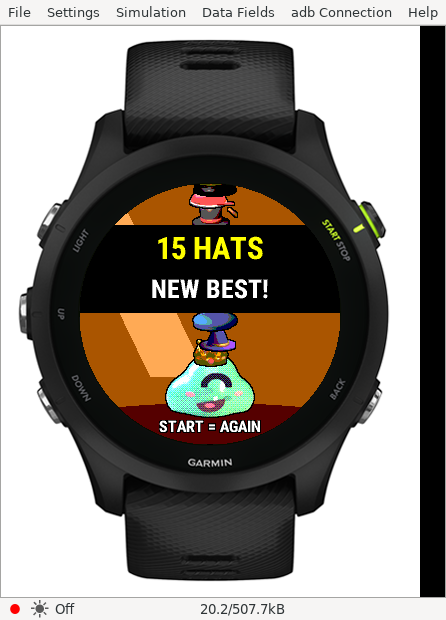 File Settings Simulation Data Fields adb Connection Help
LIGHT
START STOP
15 HATS
NEW BEST!
UP
DOWN
BACK
START = AGAIN
GARMIN
Off
20.2/507.7kB